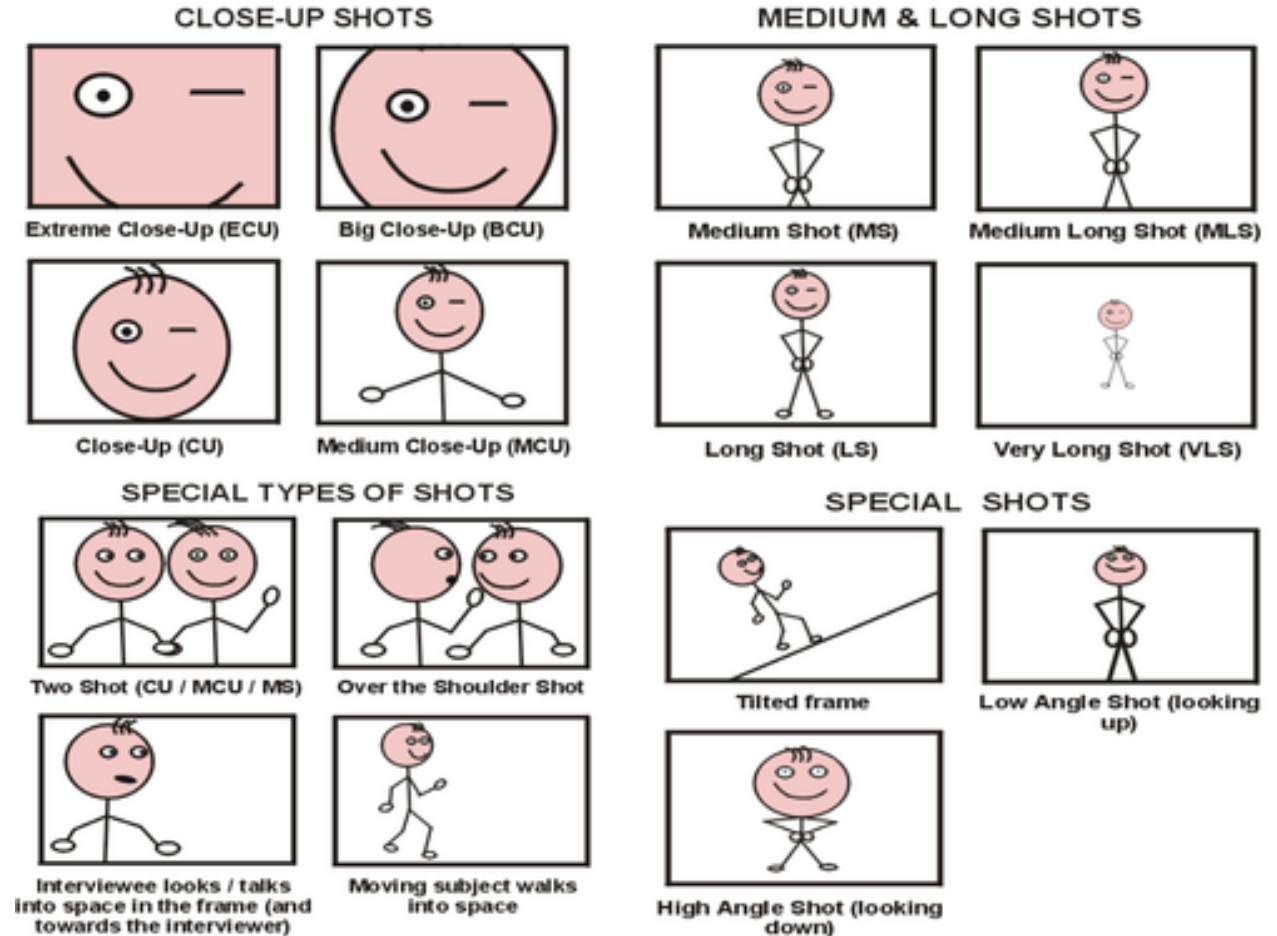 CLOSE-UP SHOTS
Extreme Close-Up (ECU)
Big Close-Up (BCU)
Close-Up (CU)
Medium Close-Up (MCU)
MEDIUM & LONG SHOTS
Medium Shot (MS)
Medium Long Shot (MLS)
Long Shot (LS)
Very Long Shot (VLS)
SPECIAL TYPES OF SHOTS
Two Shot (CU / MCU / MS)
Over the Shoulder Shot
Interviewee looks / talks
into space in the frame (and
towards the interviewer)
Moving subject walks
into space
SPECIAL SHOTS
Tilted frame
Low Angle Shot (looking
up)
High Angle Shot (looking
down)